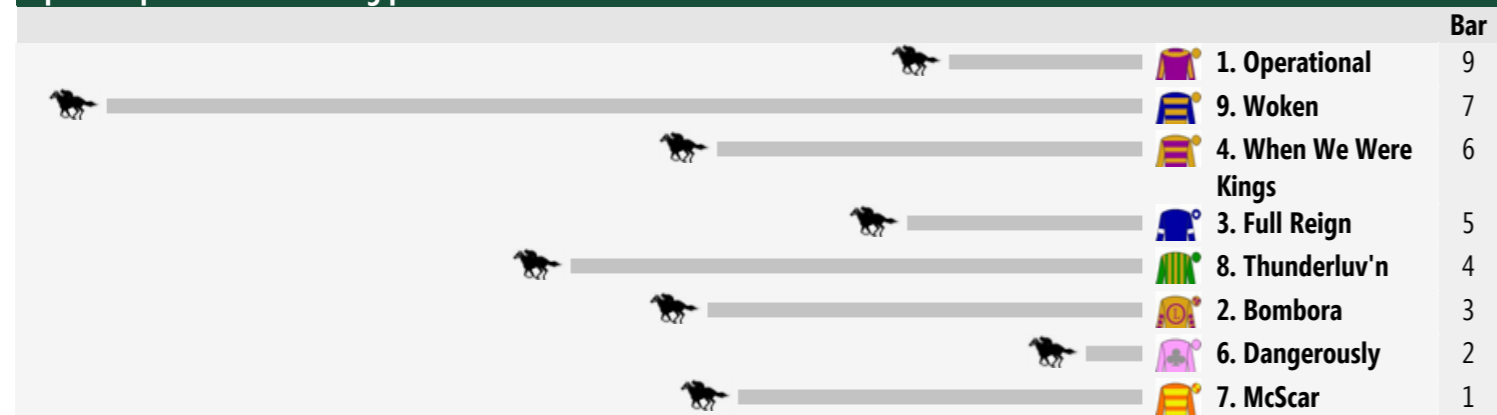 Bar
1. Operational 9
9. Woken 7
4. When We Were 6
Kings
3. Full Reign 5
8. Thunderluv'n 4
2. Bombora 3
6. Dangerously 2
7. McScar 1